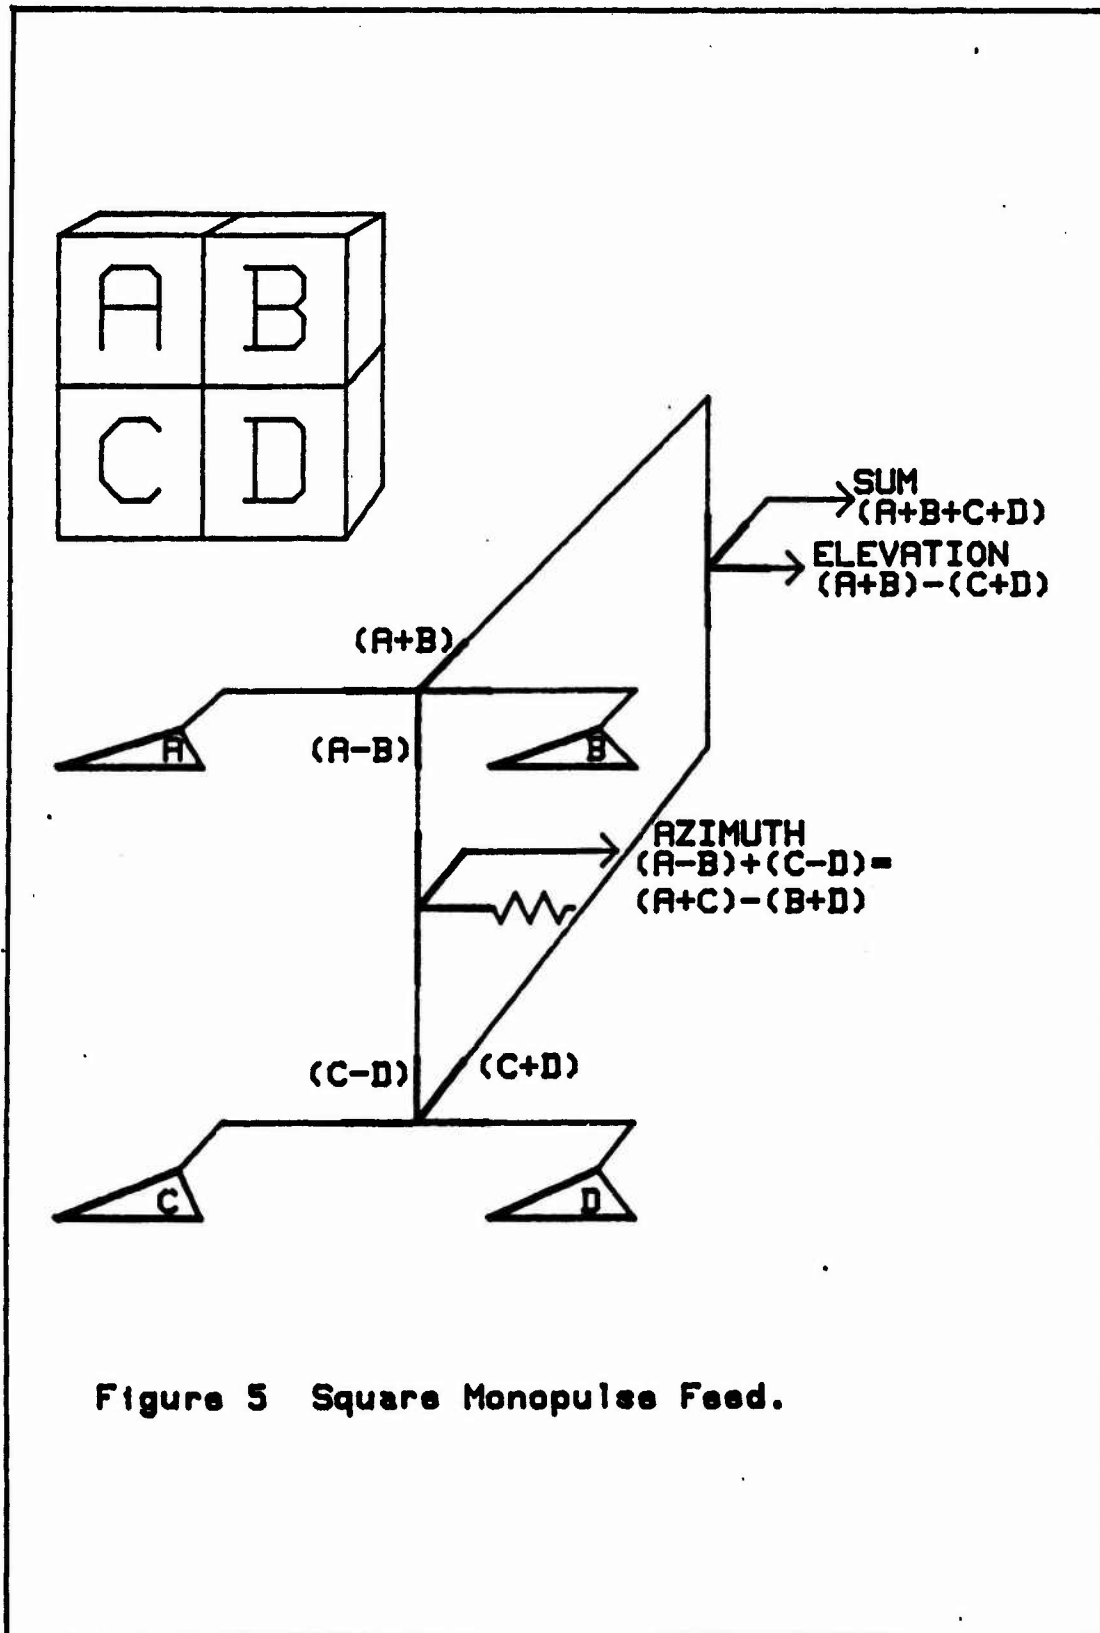 A B
C D
SUM
(A+B+C+D)
ELEVATION
(A+B)-(C+D)
(A+B)
A
(A-B)
B
AZIMUTH
(A-B)+(C-D)=
(A+C)-(B+D)
(C-D)
(C+D)
C
D
Figure 5 Square Monopulse Feed.